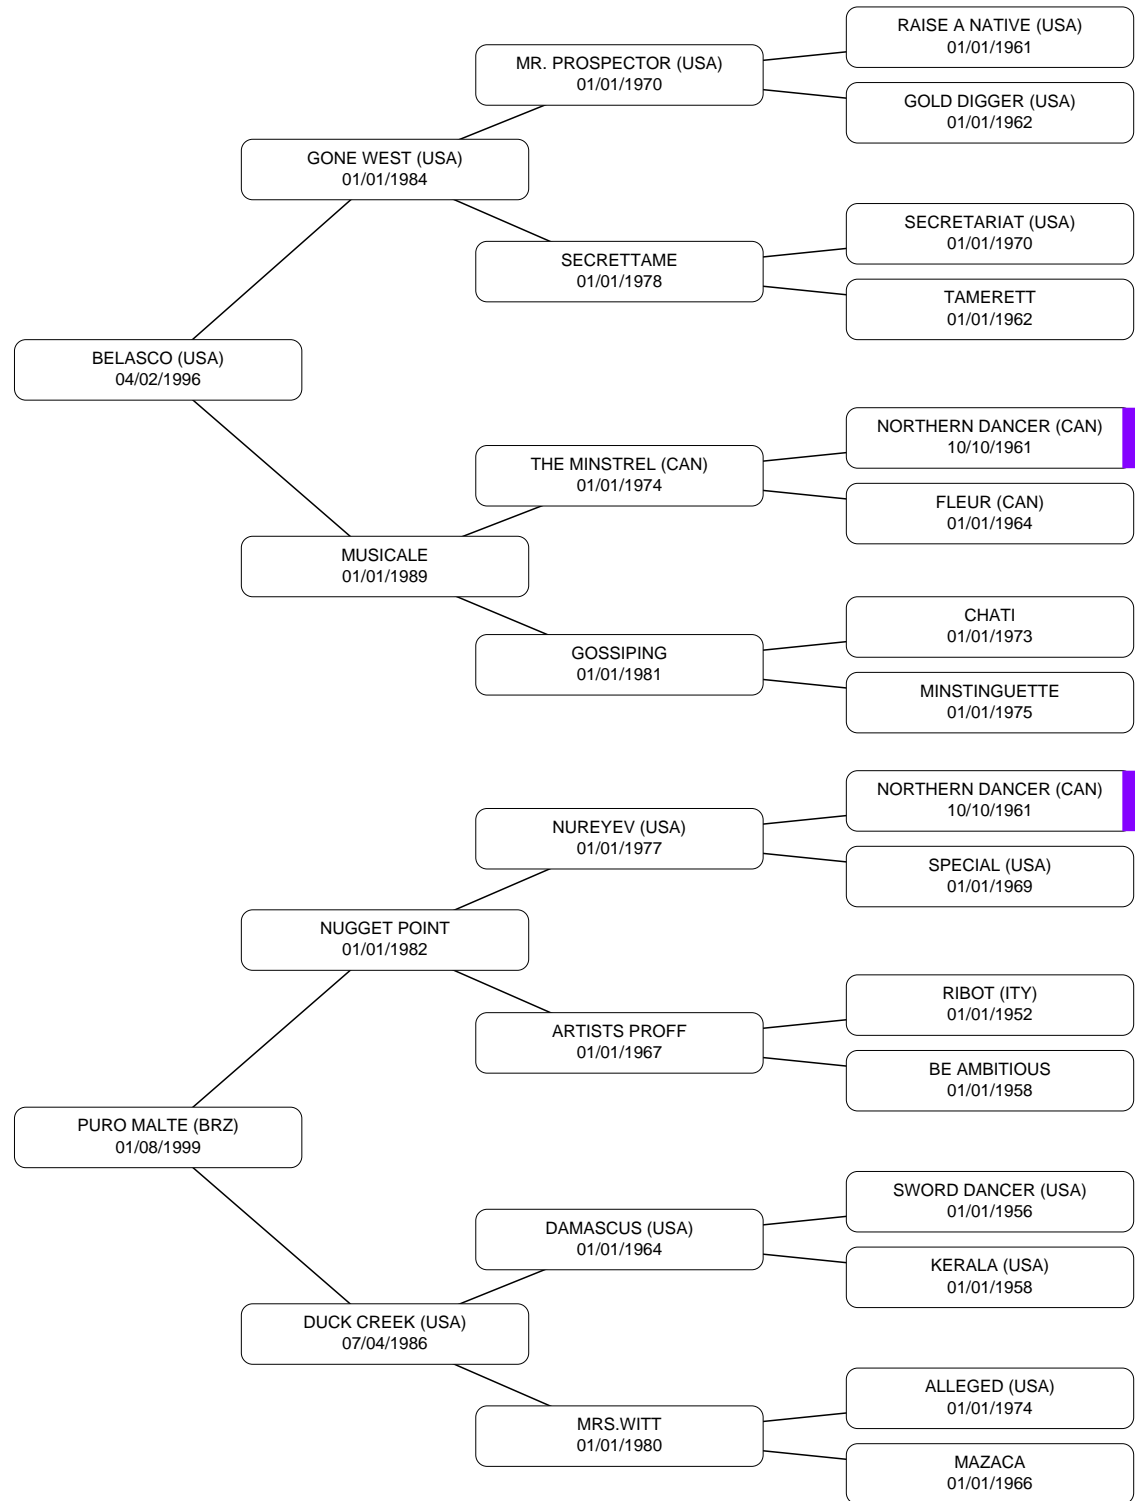 RAISE A NATIVE (USA)
01/01/1961
MR. PROSPECTOR (USA)
01/01/1970
GOLD DIGGER (USA)
01/01/1962
GONE WEST (USA)
01/01/1984
SECRETARIAT (USA)
01/01/1970
SECRETTAME
01/01/1978
TAMERETT
01/01/1962
BELASCO (USA)
04/02/1996
NORTHERN DANCER (CAN)
10/10/1961
THE MINSTREL (CAN)
01/01/1974
FLEUR (CAN)
01/01/1964
MUSICALE
01/01/1989
CHATI
01/01/1973
GOSSIPING
01/01/1981
MINSTINGUETTE
01/01/1975
NORTHERN DANCER (CAN)
10/10/1961
NUREYEV (USA)
01/01/1977
SPECIAL (USA)
01/01/1969
NUGGET POINT
01/01/1982
RIBOT (ITY)
01/01/1952
ARTISTS PROFF
01/01/1967
BE AMBITIOUS
01/01/1958
PURO MALTE (BRZ)
01/08/1999
SWORD DANCER (USA)
01/01/1956
DAMASCUS (USA)
01/01/1964
KERALA (USA)
01/01/1958
DUCK CREEK (USA)
07/04/1986
ALLEGED (USA)
01/01/1974
MRS.WITT
01/01/1980
MAZACA
01/01/1966